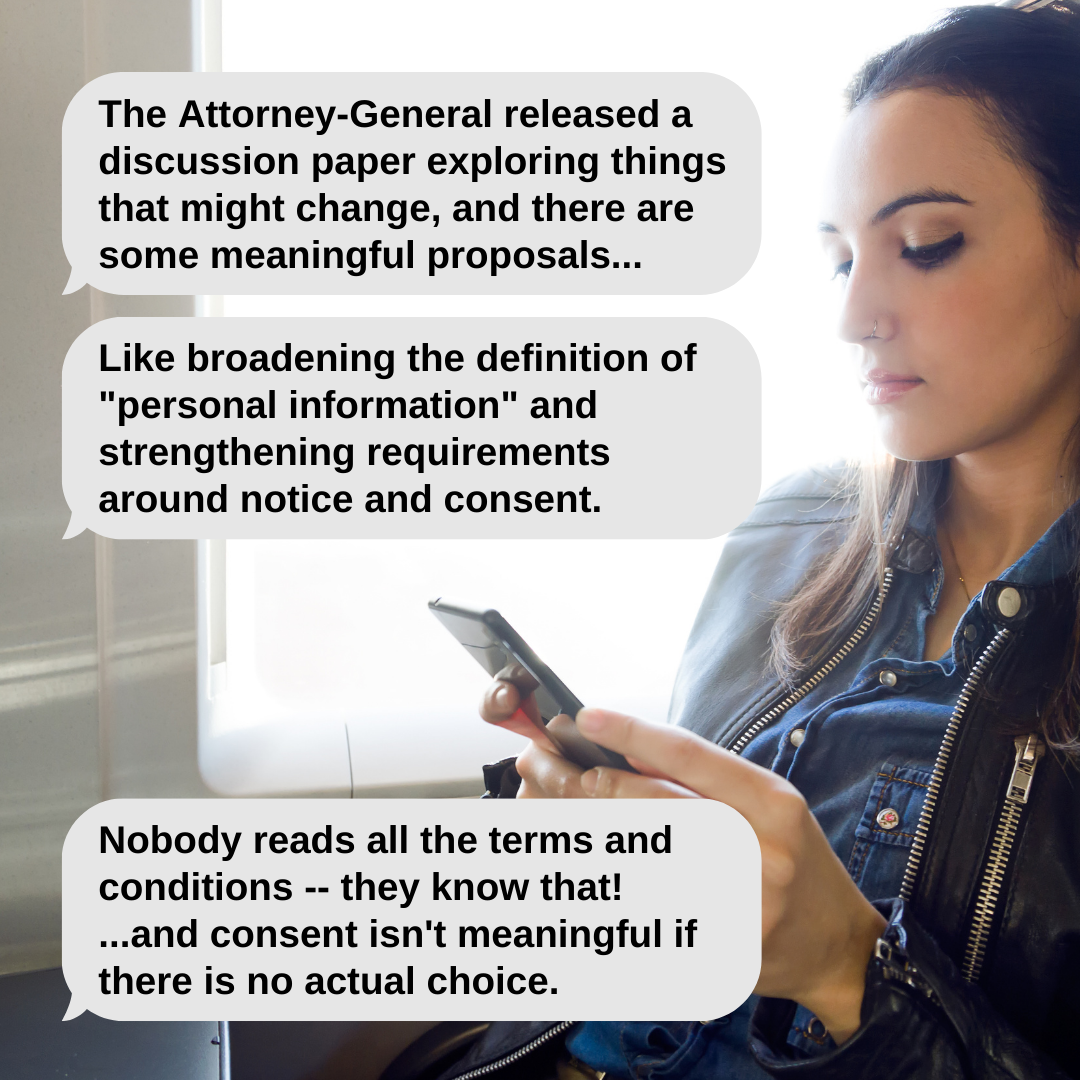 The Attorney-General released a
discussion paper exploring things
that might change, and there are
some meaningful proposals...
Like broadening the definition of
"personal information" and
strengthening requirements
around notice and consent.
Nobody reads all the terms and
conditions -- they know that!
...and consent isn't meaningful if
there is no actual choice.